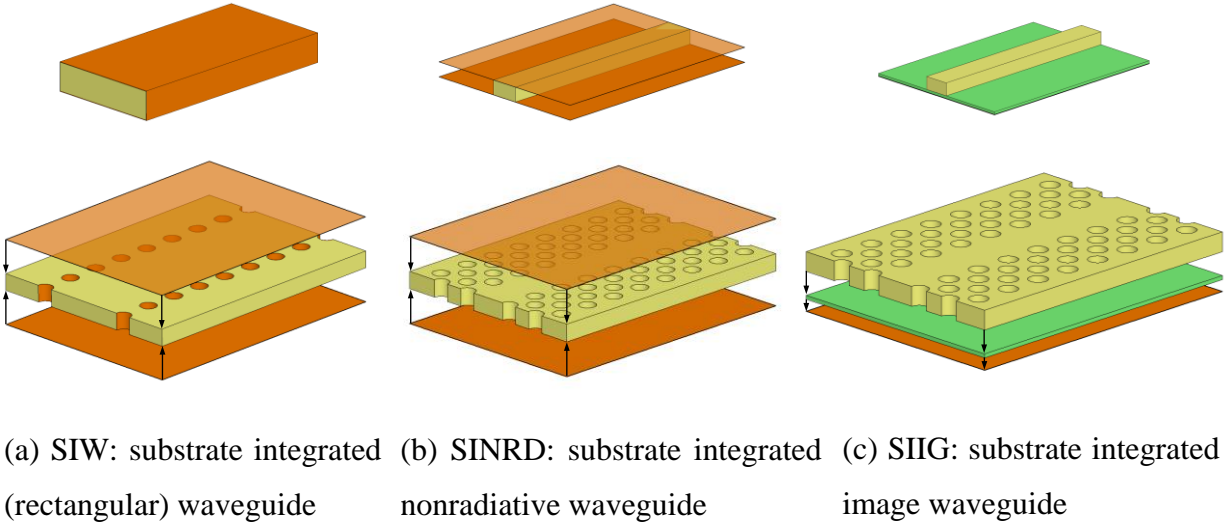 (a) SIW: substrate integrated (rectangular) waveguide
(b) SINRD: substrate integrated nonradiative waveguide
(c) SIIG: substrate integrated image waveguide